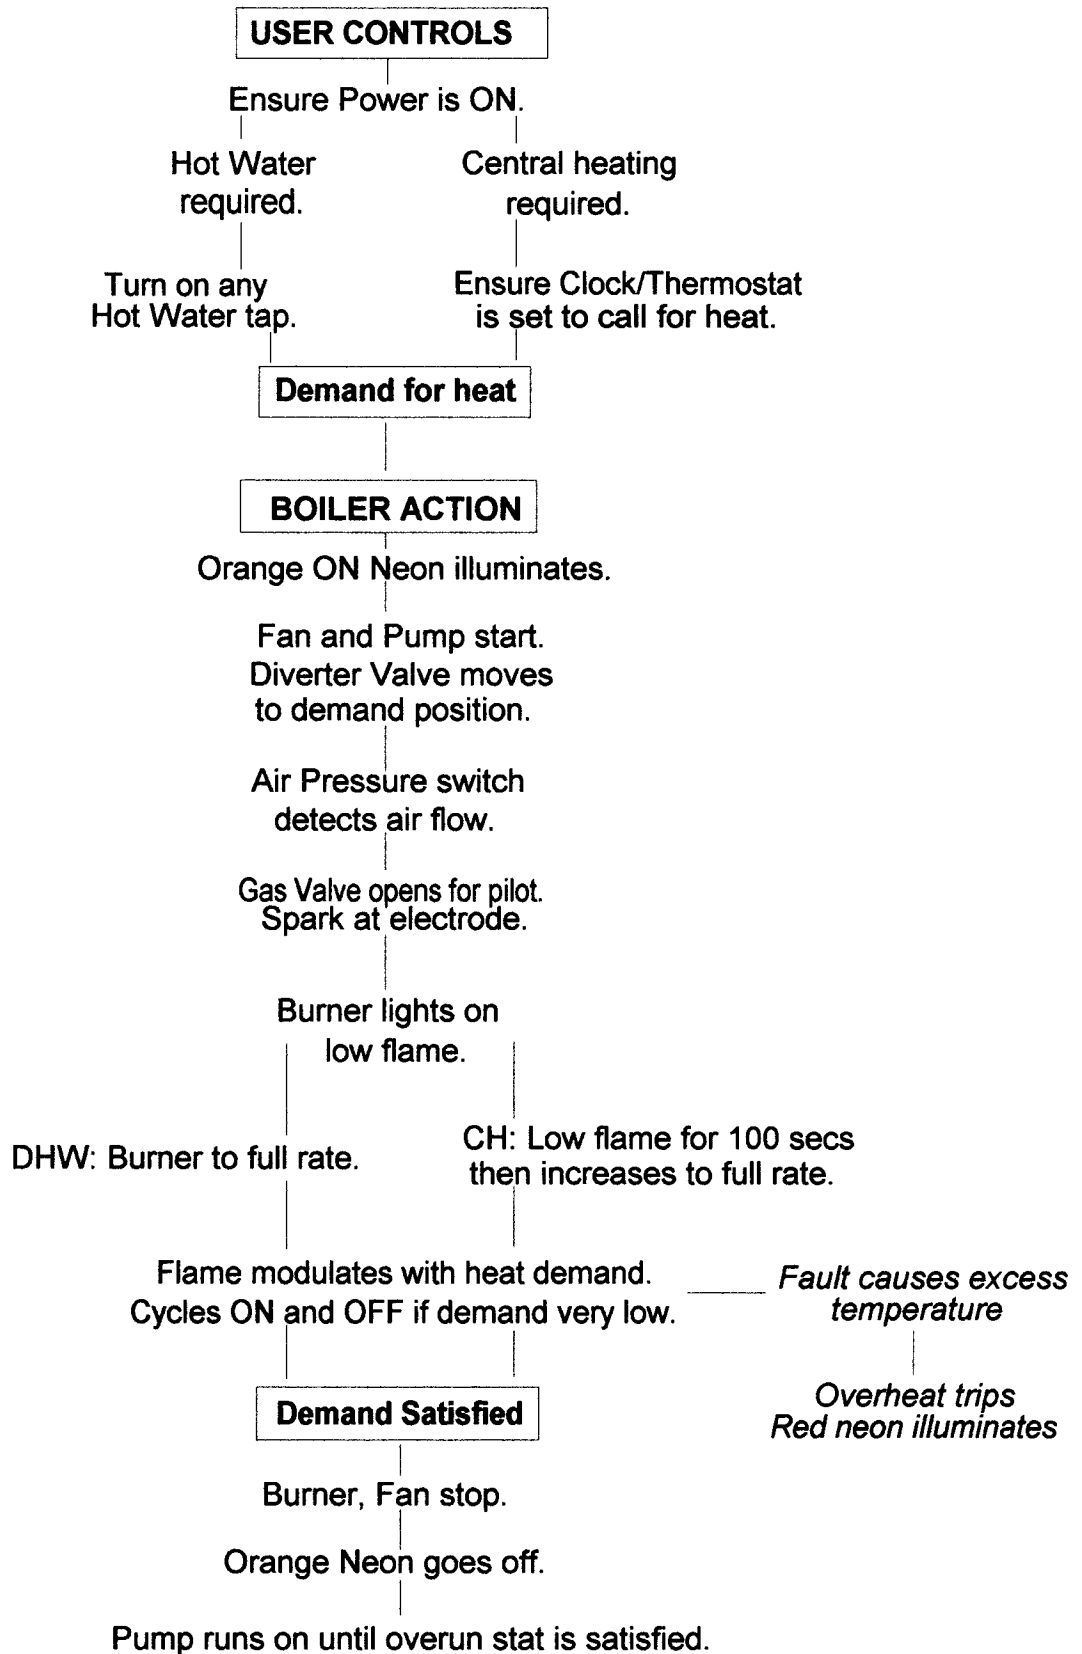 USER CONTROLS
Ensure Power is ON.
Hot Water
required.
Central heating
required.
Turn on any
Hot Water tap.
Ensure Clock/Thermostat
is set to call for heat.
Demand for heat
BOILER ACTION
Orange ON Neon illuminates.
Fan and Pump start.
Diverter Valve moves
to demand position.
Air Pressure switch
detects air flow.
Gas Valve opens for pilot.
Spark at electrode.
Burner lights on
low flame.
DHW: Burner to full rate.
CH: Low flame for 100 secs
then increases to full rate.
Flame modulates with heat demand.
Cycles ON and OFF if demand very low.
Fault causes excess
temperature
Overheat trips
Red neon illuminates
Demand Satisfied
Burner, Fan stop.
Orange Neon goes off.
Pump runs on until overun stat is satisfied.